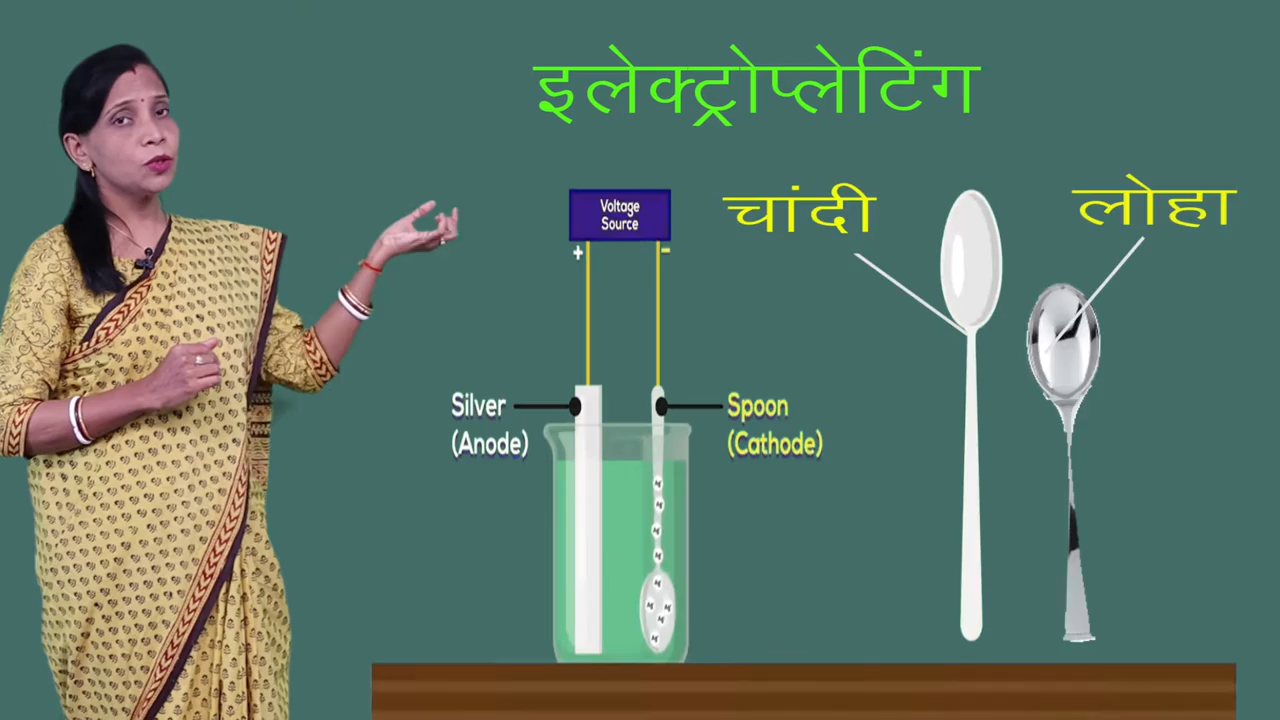 इलेक्ट्रोप्लेटिंग
Voltage
Source
+
-
चांदी
लोहा
Silver
(Anode)
Spoon
(Cathode)